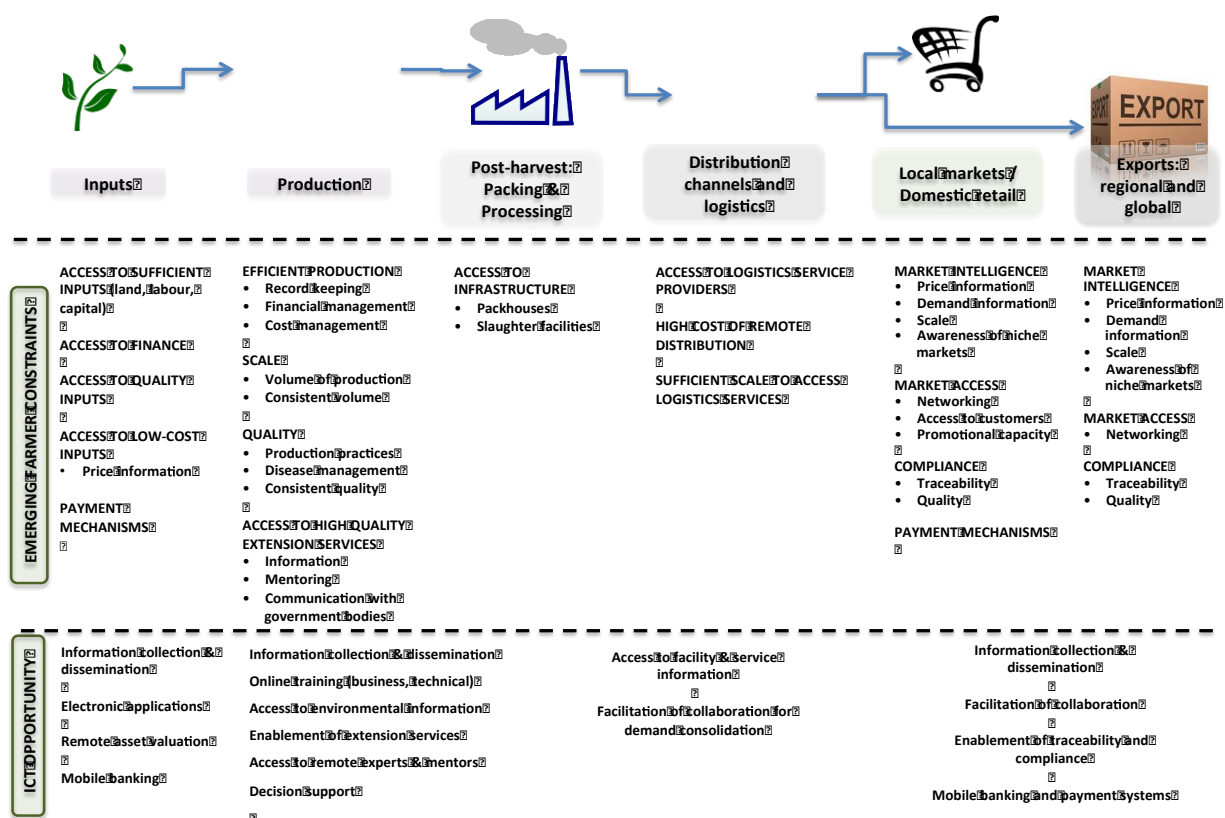 EXPORT
EXPORT
Inputs
Production
Post-harvest:
Packing &
Processing
Distribution
channels and
logistics
Local markets /
Domestic retail
Exports:
regional and
global
EMERGING FARMER CONSTRAINTS
ACCESS TO SUFFICIENT
INPUTS (land, labour,
capital)
ACCESS TO FINANCE
ACCESS TO QUALITY
INPUTS
ACCESS TO LOW-COST
INPUTS
• Price information
PAYMENT
MECHANISMS
EFFICIENT PRODUCTION
• Record keeping
• Financial management
• Cost management
SCALE
• Volume of production
• Consistent volume
QUALITY
• Production practices
• Disease management
• Consistent quality
ACCESS TO HIGH QUALITY
EXTENSION SERVICES
• Information
• Mentoring
• Communication with
government bodies
ACCESS TO
INFRASTRUCTURE
• Packhouses
• Slaughter facilities
ACCESS TO LOGISTICS SERVICE
PROVIDERS
HIGH COST OF REMOTE
DISTRIBUTION
SUFFICIENT SCALE TO ACCESS
LOGISTICS SERVICES
MARKET INTELLIGENCE
• Price information
• Demand information
• Scale
• Awareness of niche
markets
MARKET ACCESS
• Networking
• Access to customers
• Promotional capacity
COMPLIANCE
• Traceability
• Quality
PAYMENT MECHANISMS
MARKET
INTELLIGENCE
• Price information
• Demand
information
• Scale
• Awareness of
niche markets
MARKET ACCESS
• Networking
COMPLIANCE
• Traceability
• Quality
ICT OPPORTUNITY
Information collection &
dissemination
Electronic applications
Remote asset valuation
Mobile banking
Information collection & dissemination
Online training (business, technical)
Access to environmental information
Enablement of extension services
Access to remote experts & mentors
Decision support
Access to facility & service
information
Facilitation of collaboration for
demand consolidation
Information collection &
dissemination
Facilitation of collaboration
Enablement of traceability and
compliance
Mobile banking and payment systems